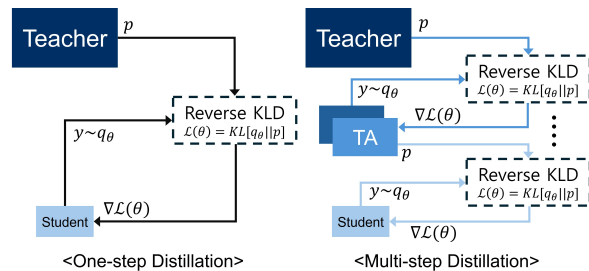 Teacher
p
Reverse KLD
ℒ(θ) = KL[q_θ||p]
y~q_θ
∇ℒ(θ)
Student
<One-step Distillation>
Teacher
p
Reverse KLD
ℒ(θ) = KL[q_θ||p]
y~q_θ
∇ℒ(θ)
TA
p
Reverse KLD
ℒ(θ) = KL[q_θ||p]
y~q_θ
Student
∇ℒ(θ)
<Multi-step Distillation>